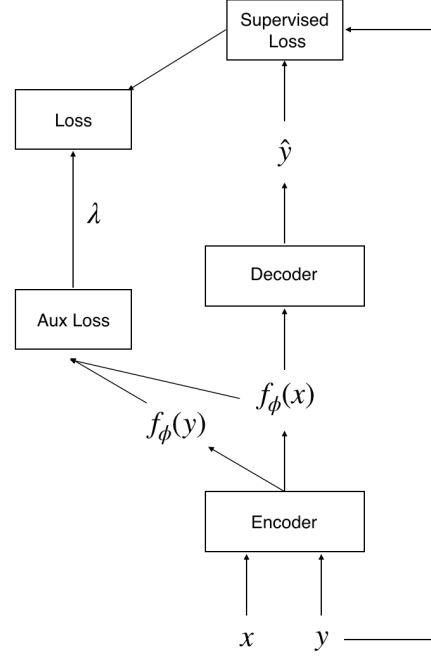 Supervised
Loss
Loss
ŷ
λ
Decoder
Aux Loss
f_ϕ(x)
f_ϕ(y)
Encoder
x y